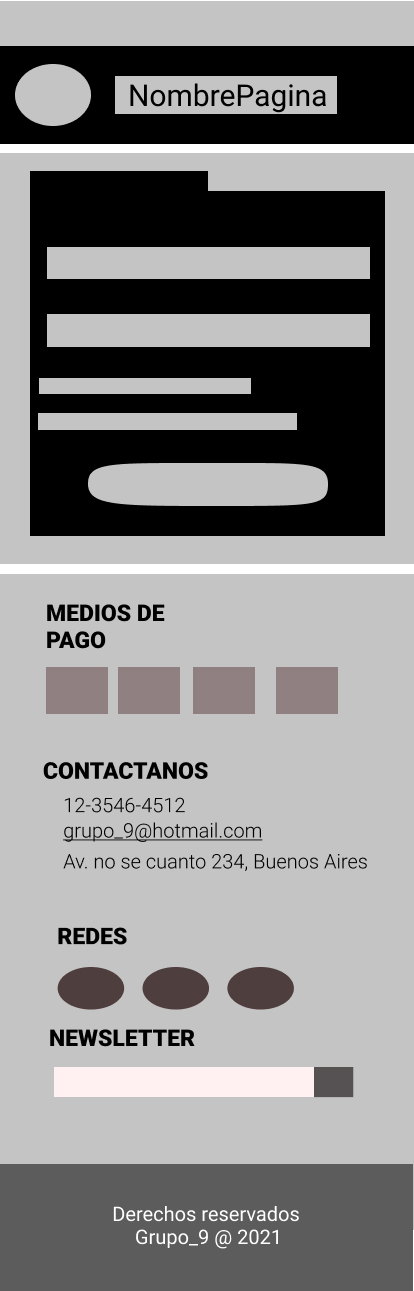 NombrePagina
MEDIOS DE
PAGO
CONTACTANOS
12-3546-4512
grupo_9@hotmail.com
Av. no se cuanto 234, Buenos Aires
REDES
NEWSLETTER
Derechos reservados
Grupo_9 @ 2021